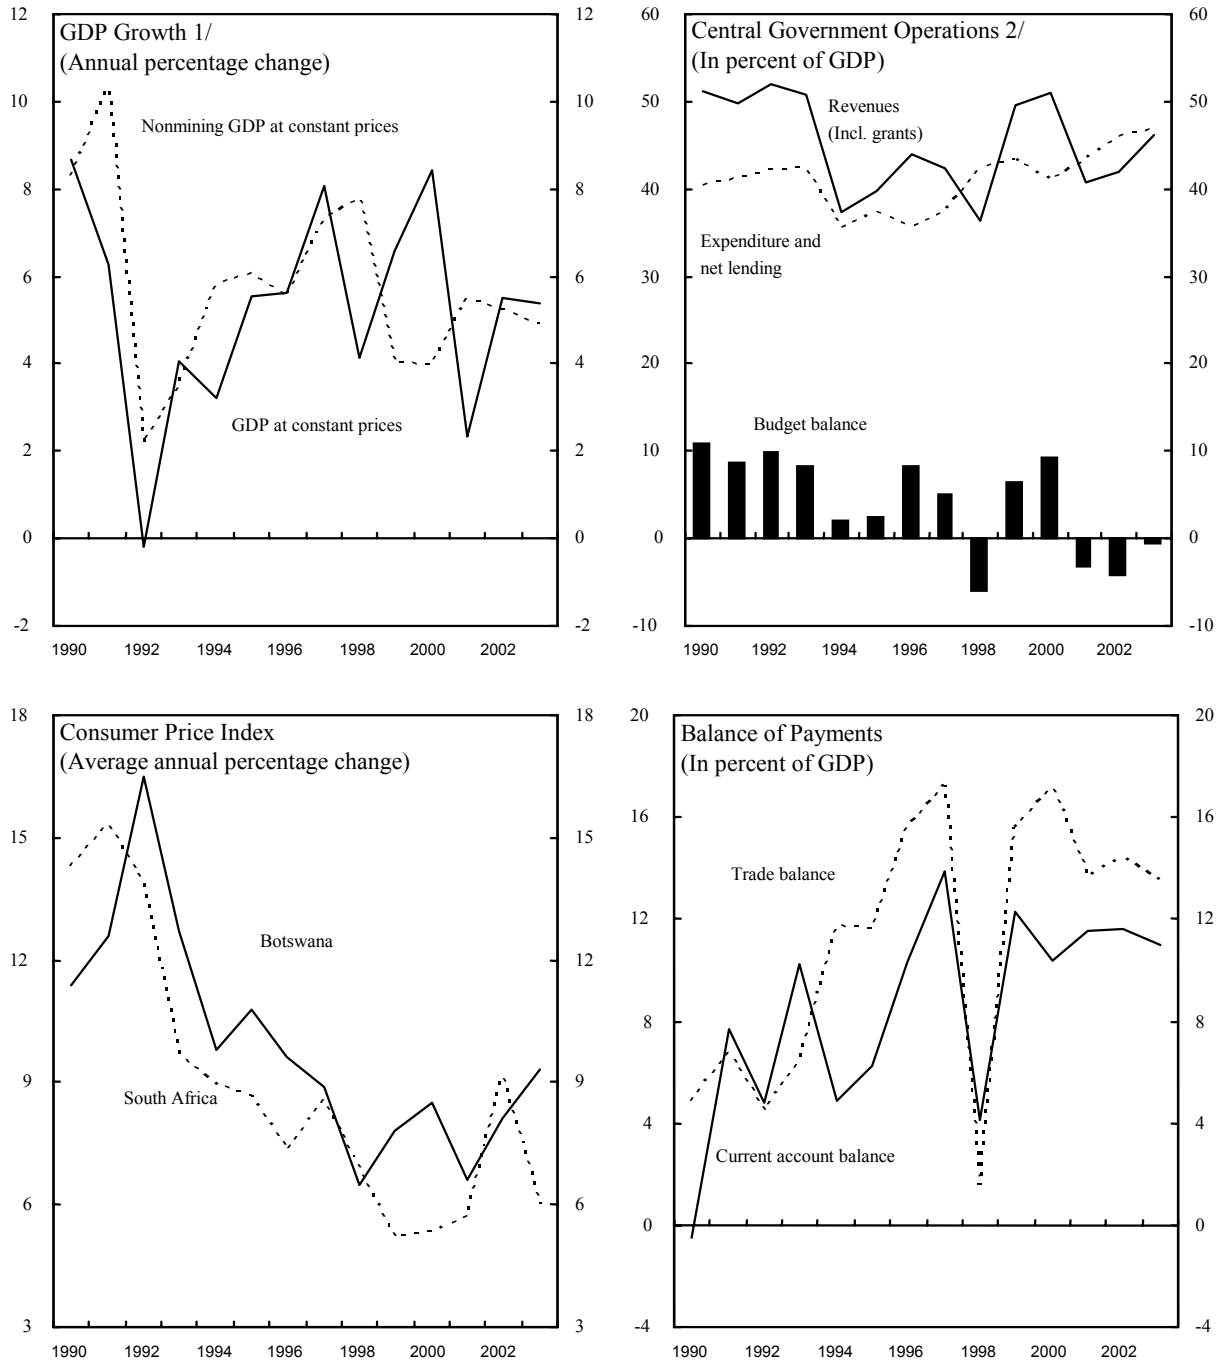 GDP Growth 1/
(Annual percentage change)
Nonmining GDP at constant prices
GDP at constant prices
12 12
10 10
8 8
6 6
4 4
2 2
0 0
-2 -2
1990 1992 1994 1996 1998 2000 2002
Central Government Operations 2/
(In percent of GDP)
Revenues
(Incl. grants)
Expenditure and
net lending
Budget balance
60 60
50 50
40 40
30 30
20 20
10 10
0 0
-10 -10
1990 1992 1994 1996 1998 2000 2002
Consumer Price Index
(Average annual percentage change)
Botswana
South Africa
18 18
15 15
12 12
9 9
6 6
3 3
1990 1992 1994 1996 1998 2000 2002
Balance of Payments
(In percent of GDP)
Trade balance
Current account balance
20 20
16 16
12 12
8 8
4 4
0 0
-4 -4
1990 1992 1994 1996 1998 2000 2002